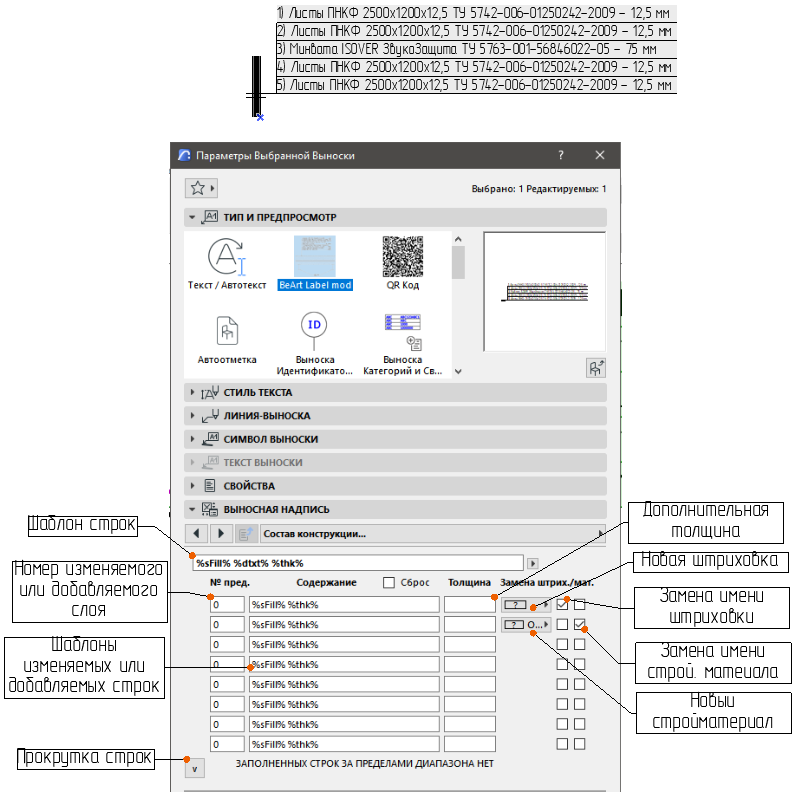 1) Листы ПНКФ 2500х1200х12,5 ТУ 5742-006-01250242-2009 - 12,5 мм
2) Листы ПНКФ 2500х1200х12,5 ТУ 5742-006-01250242-2009 - 12,5 мм
3) Минвата ISOVER ЗвукоЗащита ТУ 5763-001-56846022-05 - 75 мм
4) Листы ПНКФ 2500х1200х12,5 ТУ 5742-006-01250242-2009 - 12,5 мм
5) Листы ПНКФ 2500х1200х12,5 ТУ 5742-006-01250242-2009 - 12,5 мм
Параметры Выбранной Выноски
?
Выбрано: 1 Редактируемых: 1
ТИП И ПРЕДПРОСМОТР
Текст / Автотекст
BeArt Label mod
QR Код
ID
Автоотметка
Выноска
Идентификато...
Выноска
Категорий и Св...
СТИЛЬ ТЕКСТА
ЛИНИЯ-ВЫНОСКА
СИМВОЛ ВЫНОСКИ
ТЕКСТ ВЫНОСКИ
СВОЙСТВА
ВЫНОСНАЯ НАДПИСЬ
Состав конструкции...
%sFill% %dtxt% %thk%
№ пред. Содержание Сброс Толщина Замена штрих./мат.
0 %sFill% %thk% ?
0 %sFill% %thk% ? О...
0 %sFill% %thk%
0 %sFill% %thk%
0 %sFill% %thk%
0 %sFill% %thk%
0 %sFill% %thk%
0 %sFill% %thk%
v
ЗАПОЛНЕННЫХ СТРОК ЗА ПРЕДЕЛАМИ ДИАПАЗОНА НЕТ
Шаблон строк
Номер изменяемого
или добавляемого
слоя
Шаблоны
изменяемых или
добавляемых строк
Прокрутка строк
Дополнительная
толщина
Новая штриховка
Замена имени
штриховки
Замена имени
строй. матеиала
Новый
стройматериал